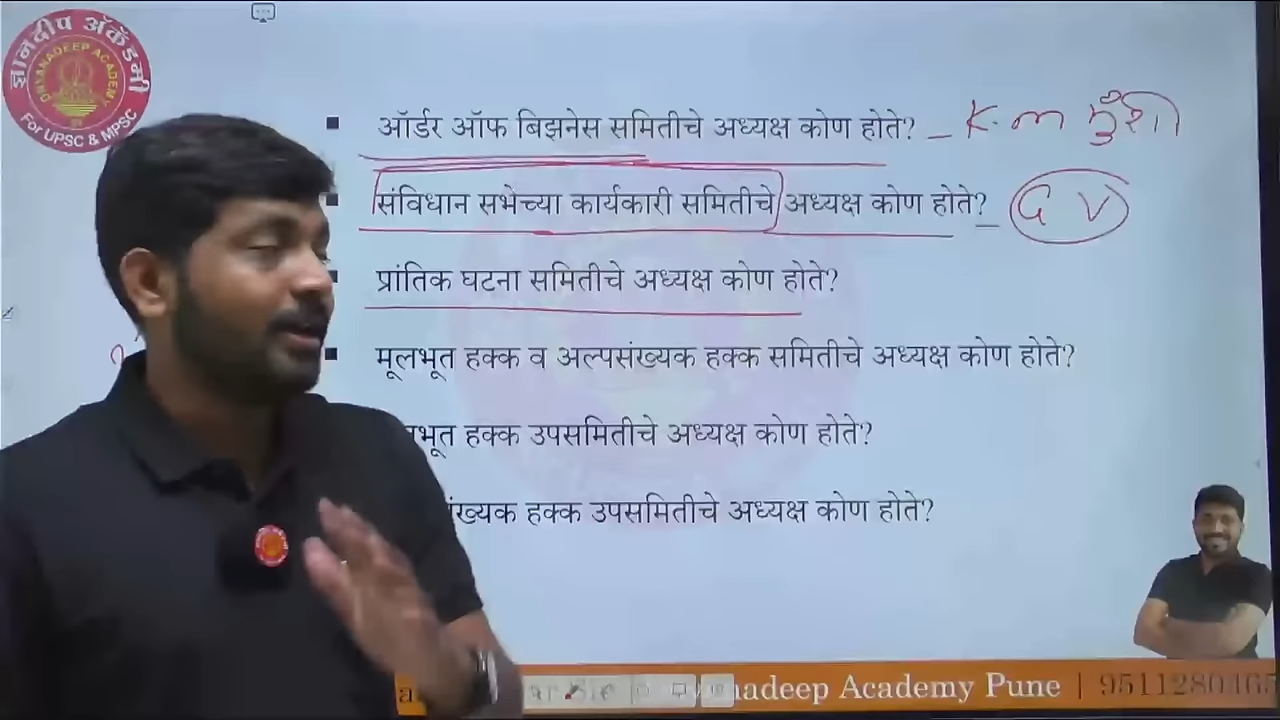 ज्ञानदीप ॲकॅडमी
DNYANADEEP ACADEMY
For UPSC & MPSC
ऑर्डर ऑफ बिझनेस समितीचे अध्यक्ष कोण होते? - K. m मुंशी
संविधान सभेच्या कार्यकारी समितीचे अध्यक्ष कोण होते? - G V
प्रांतिक घटना समितीचे अध्यक्ष कोण होते?
मूलभूत हक्क व अल्पसंख्यक हक्क समितीचे अध्यक्ष कोण होते?
भूत हक्क उपसमितीचे अध्यक्ष कोण होते?
ंख्यक हक्क उपसमितीचे अध्यक्ष कोण होते?
nadeep Academy Pune | 9511280465